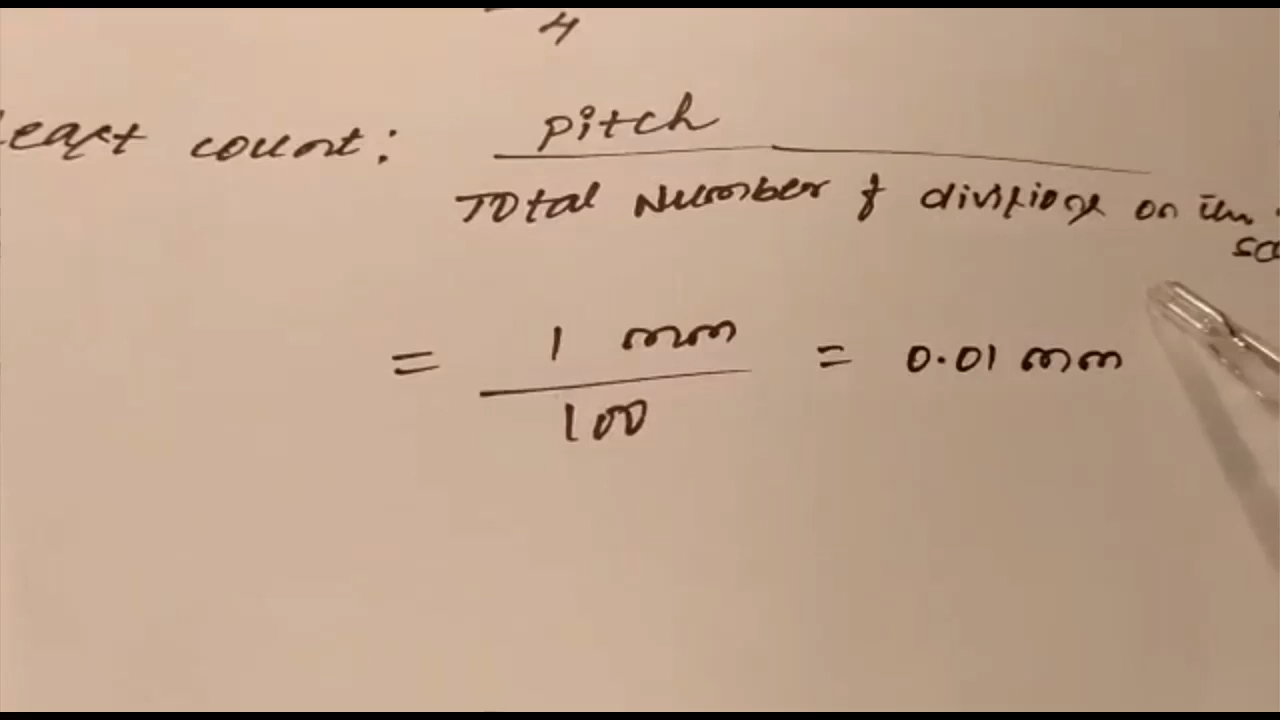 4
Least count: pitch
Total Number of divisions on the
sc
= 1 mm = 0.01 mm
100